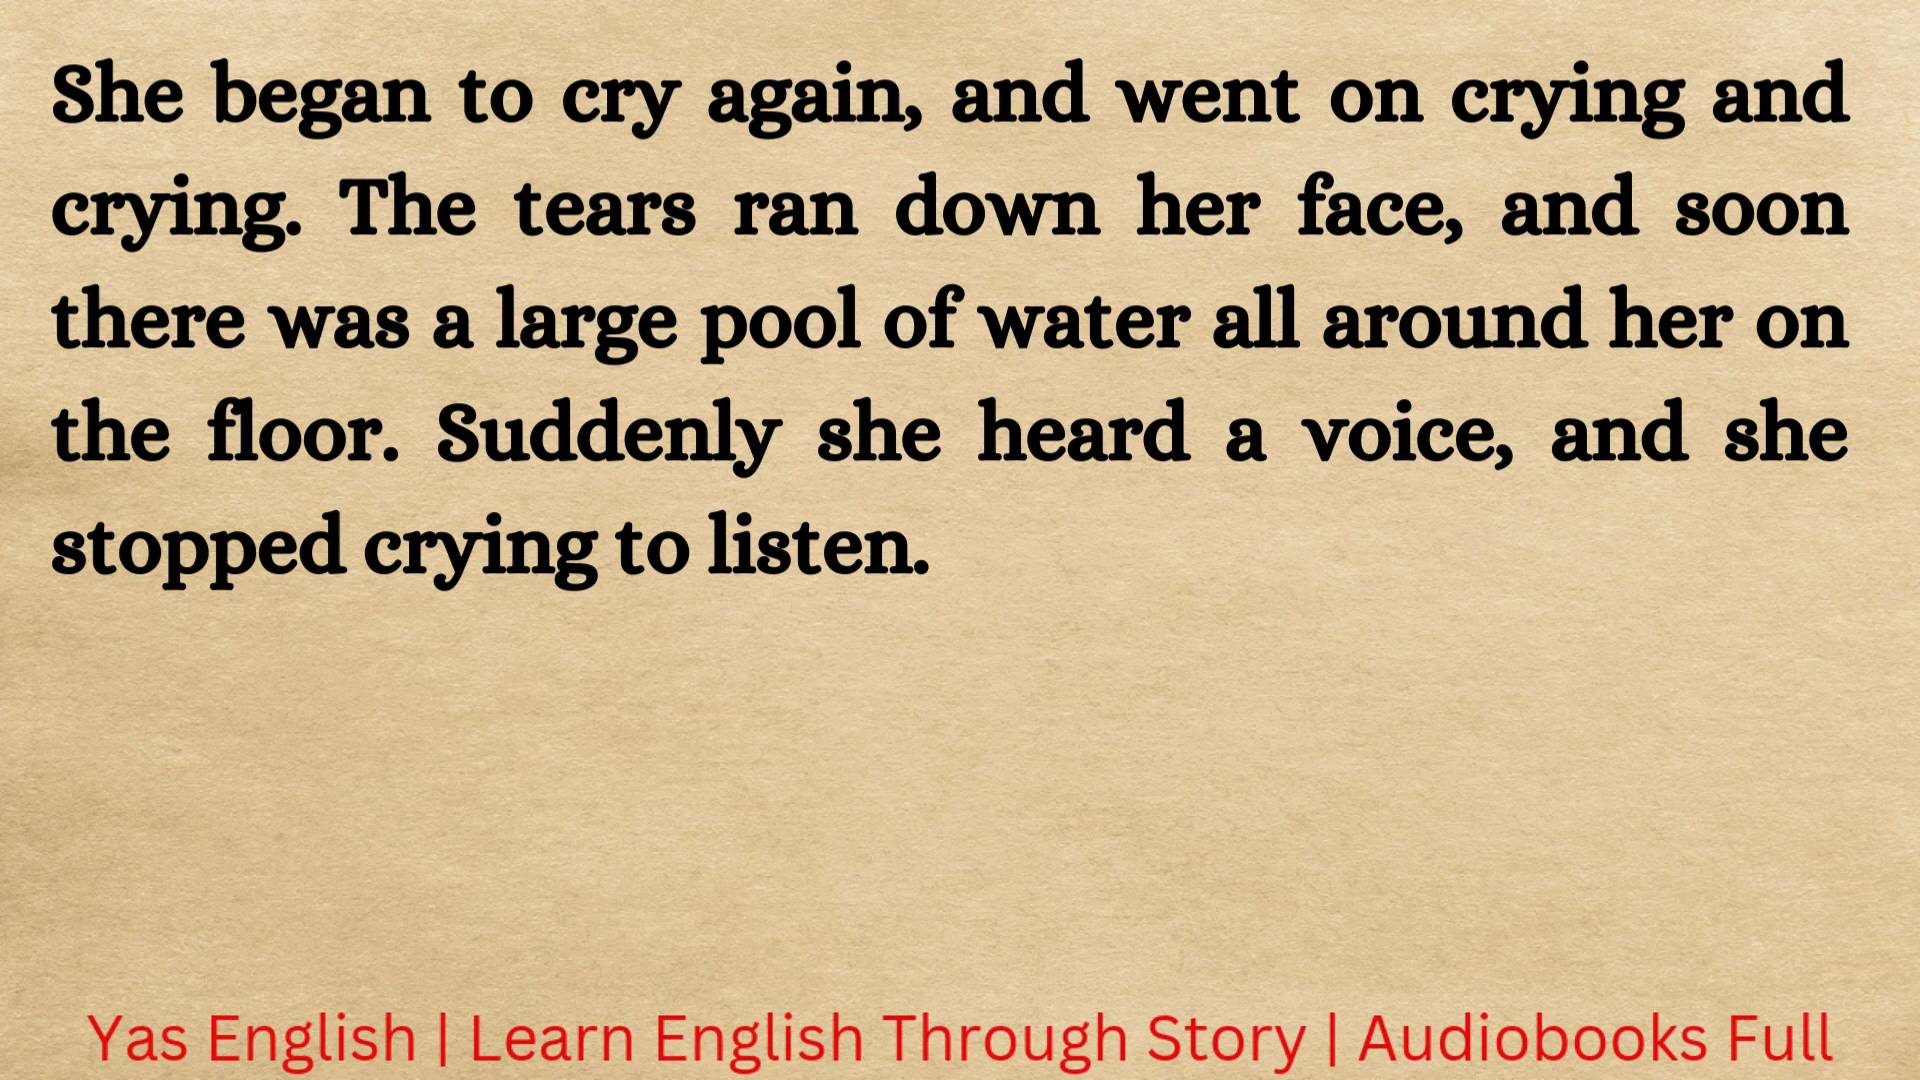 She began to cry again, and went on crying and
crying. The tears ran down her face, and soon
there was a large pool of water all around her on
the floor. Suddenly she heard a voice, and she
stopped crying to listen.
Yas English | Learn English Through Story | Audiobooks Full